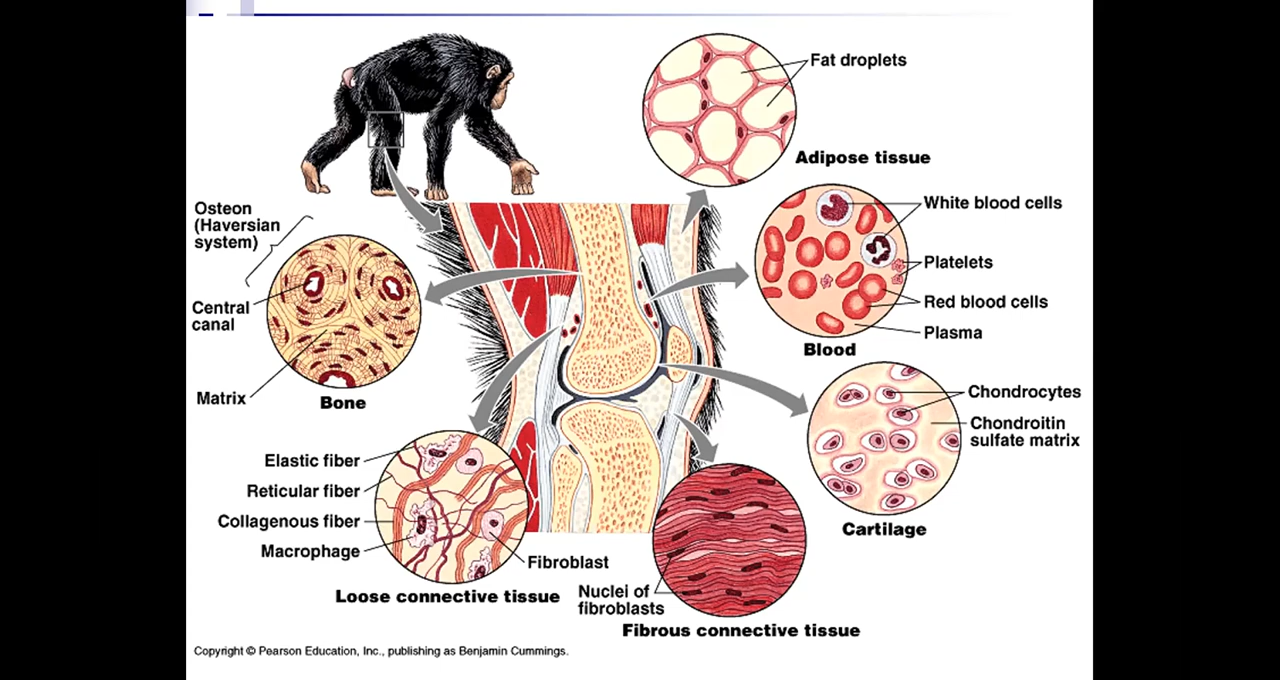 Fat droplets
Adipose tissue
Osteon
(Haversian
system)
White blood cells
Platelets
Central
canal
Red blood cells
Plasma
Blood
Matrix
Bone
Chondrocytes
Chondroitin
sulfate matrix
Elastic fiber
Reticular fiber
Collagenous fiber
Macrophage
Cartilage
Fibroblast
Loose connective tissue
Nuclei of
fibroblasts
Fibrous connective tissue
Copyright © Pearson Education, Inc., publishing as Benjamin Cummings.